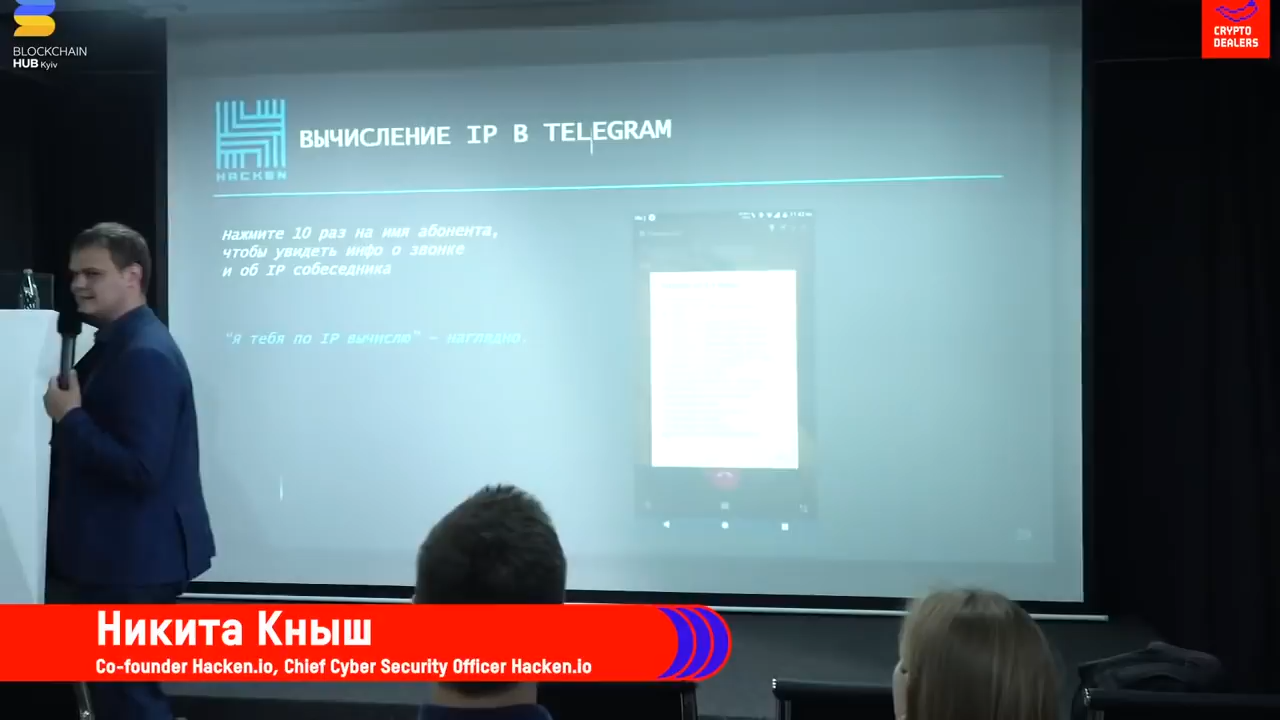 BLOCKCHAIN
HUB Kyiv
CRYPTO
DEALERS
HACKEN
ВЫЧИСЛЕНИЕ IP В TELEGRAM
Нажмите 10 раз на имя абонента,
чтобы увидеть инфо о звонке
и об IP собеседника
"Я тебя по IP вычислю" – наглядно.
Никита Кныш
Co-founder Hacken.io, Chief Cyber Security Officer Hacken.io